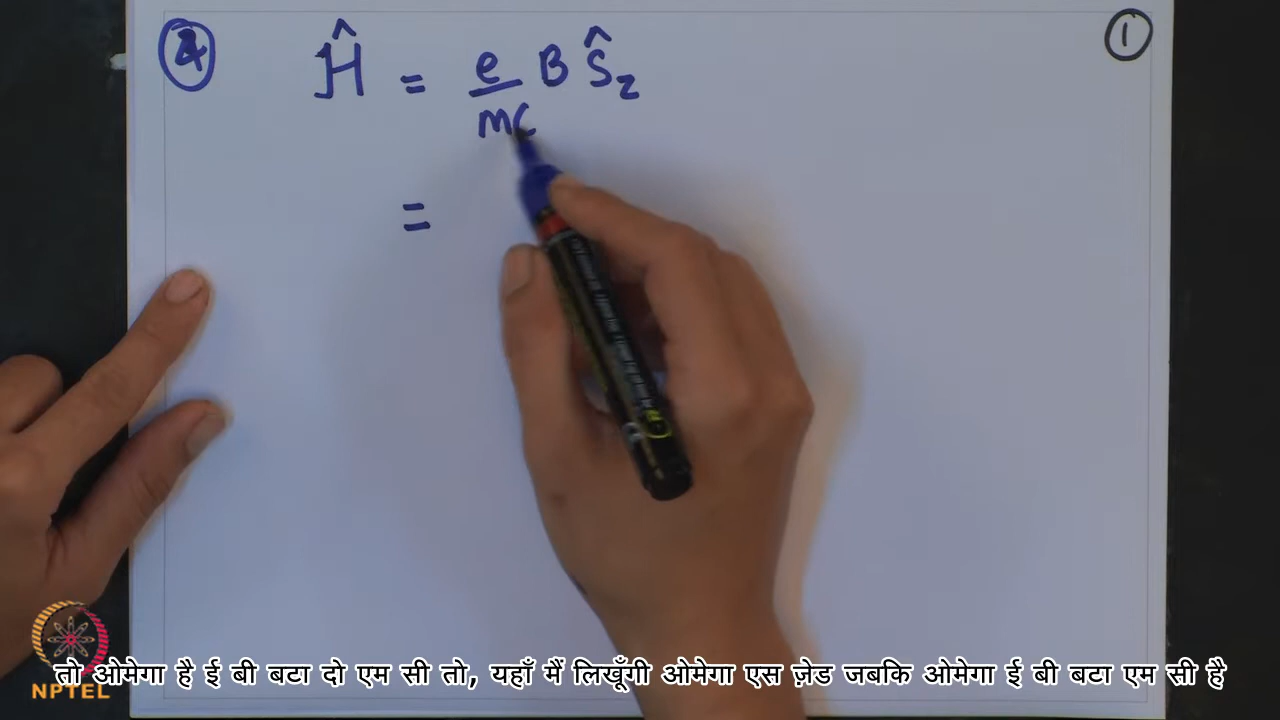 ④ Ĥ = e/mc B Ŝz ①
=
तो ओमेगा है ई बी बटा दो एम सी तो, यहाँ मैं लिखूँगी ओमेगा एस ज़ेड जबकि ओमेगा ई बी बटा एम सी है
NPTEL